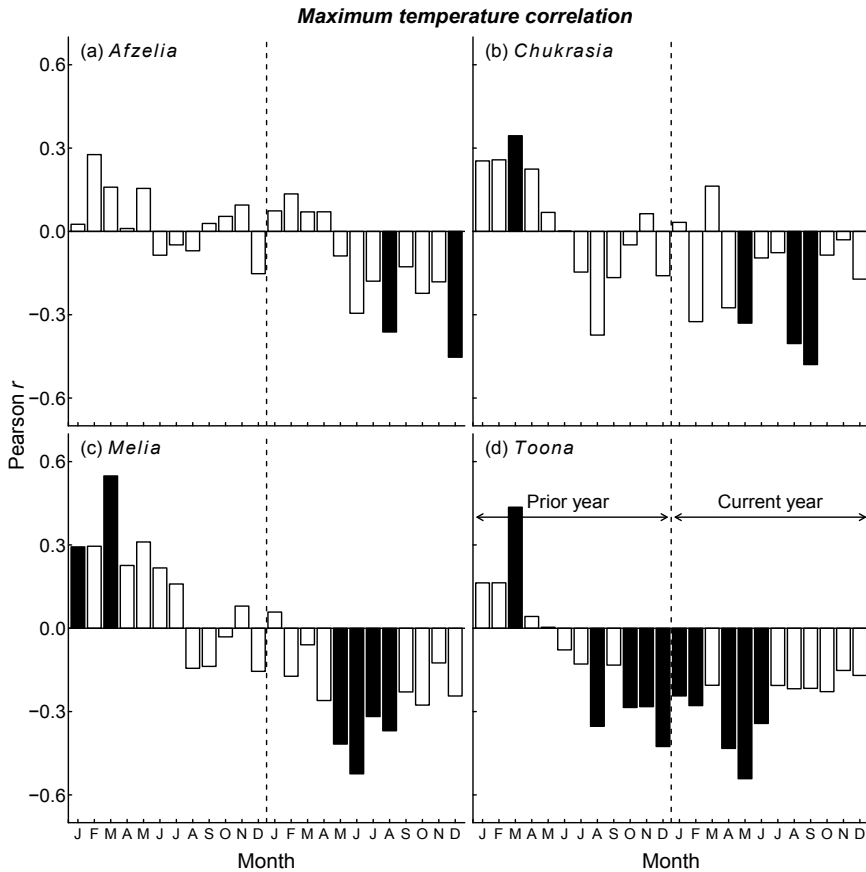 Maximum temperature correlation
(a) Afzelia
(b) Chukrasia
0.6
0.3
0.0
−0.3
−0.6
(c) Melia
(d) Toona
Prior year
Current year
0.6
0.3
0.0
−0.3
−0.6
Pearson r
J F M A M J J A S O N D J F M A M J J A S O N D
J F M A M J J A S O N D J F M A M J J A S O N D
Month
Month